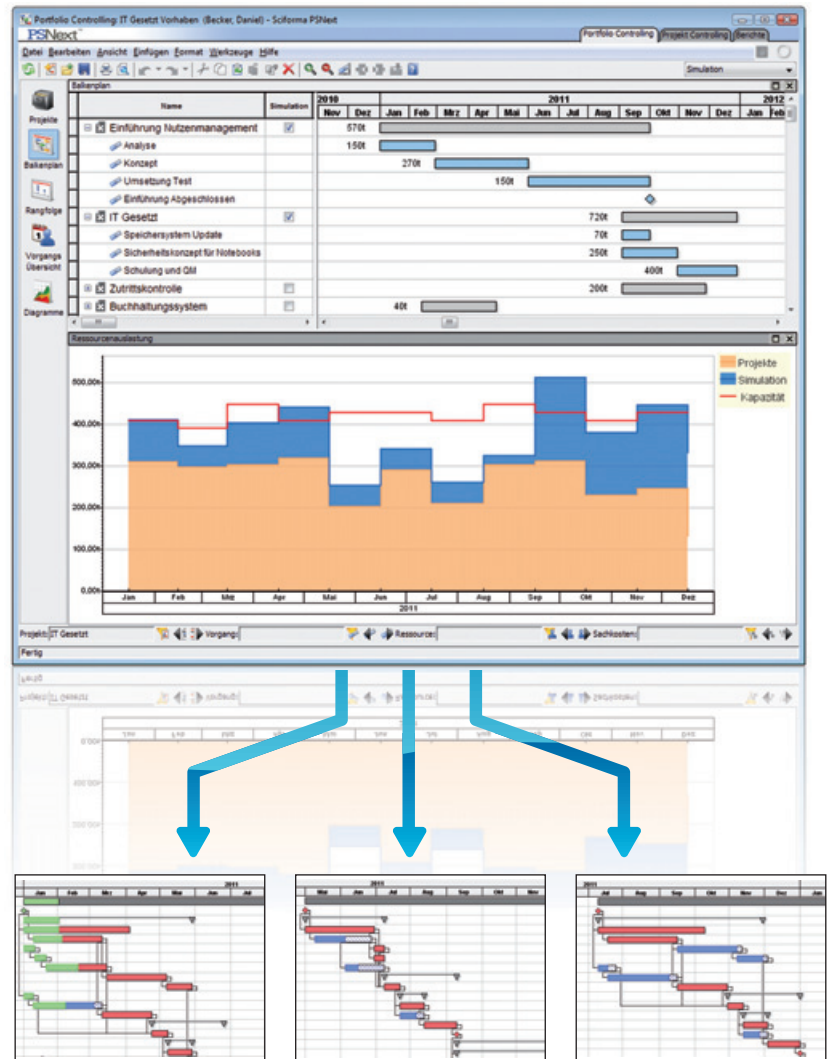 Portfolio Controlling: IT Gesetz Vorhaben (Becker, Daniel) - Sciforma PSNext
PSNext
Portfolio Controling Projekt Controling Berichte
Datei Bearbeiten Ansicht Einfügen Format Werkzeuge Hilfe
Simulation
Balkenplan
Name Simulation 2010 2011 2012
Nov Dez Jan Feb Mrz Apr Mai Jun Jul Aug Sep Okt Nov Dez Jan Feb
Projekte
Balkenplan
Rangfolge
Vorgangs
Übersicht
Diagramme
Einführung Nutzenmanagement 570t
Analyse 150t
Konzept 270t
Umsetzung Test 150t
Einführung Abgeschlossen
IT Gesetzt 720t
Speichersystem Update 70t
Sicherheitskonzept für Notebooks 250t
Schulung und QM 400t
Zutrittskontrolle 200t
Buchhaltungssystem 40t
Ressourcenauslastung
500,00t
400,00t
300,00t
200,00t
100,00t
0,00t
Jan Feb Mrz Apr Mai Jun Jul Aug Sep Okt Nov Dez
2011
Projekte
Simulation
Kapazität
Projekt: IT Gesetzt Vorgang: Ressource: Sachkosten:
Fertig
2011
Jan Feb Mrz Apr Mai Jun Jul
2011
Mai Jun Jul Aug Sep Okt Nov
2011
Jul Aug Sep Okt Nov Dez Jan